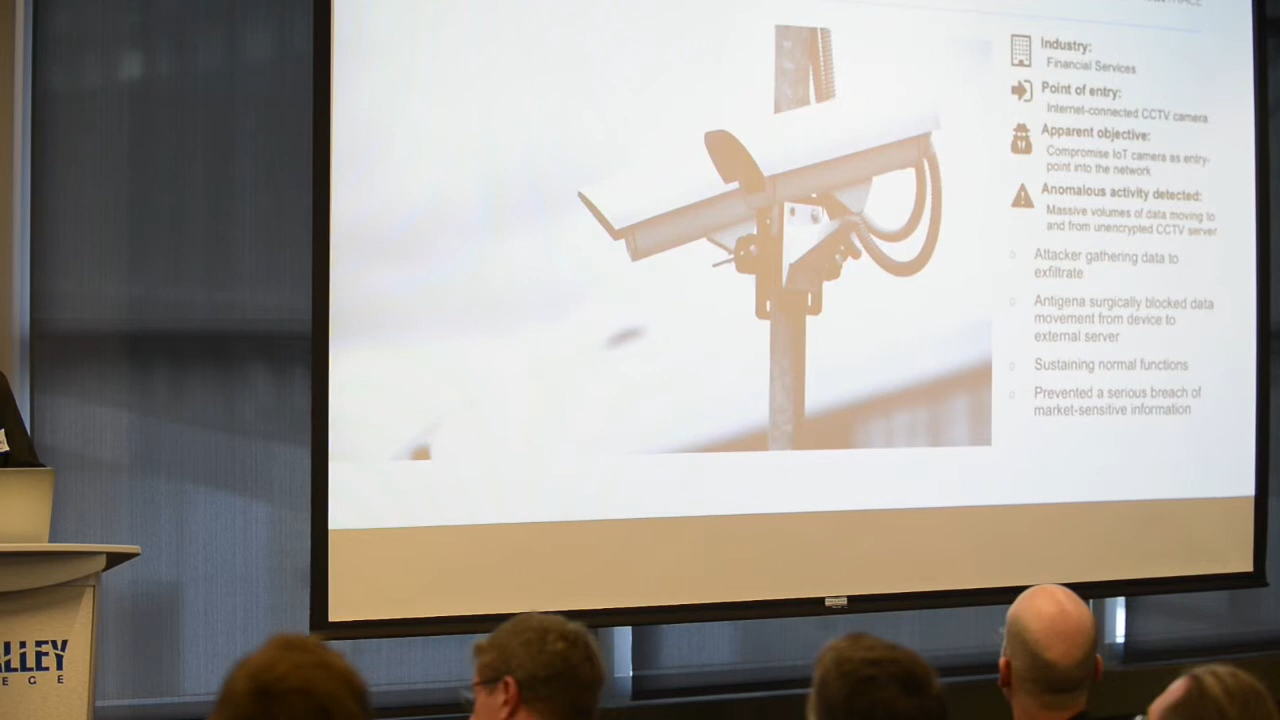 Industry:
Financial Services
Point of entry:
Internet-connected CCTV camera
Apparent objective:
Compromise IoT camera as entry-
point into the network
Anomalous activity detected:
Massive volumes of data moving to
and from unencrypted CCTV server
Attacker gathering data to
exfiltrate
Antigena surgically blocked data
movement from device to
external server
Sustaining normal functions
Prevented a serious breach of
market-sensitive information
ALLEY
EGE